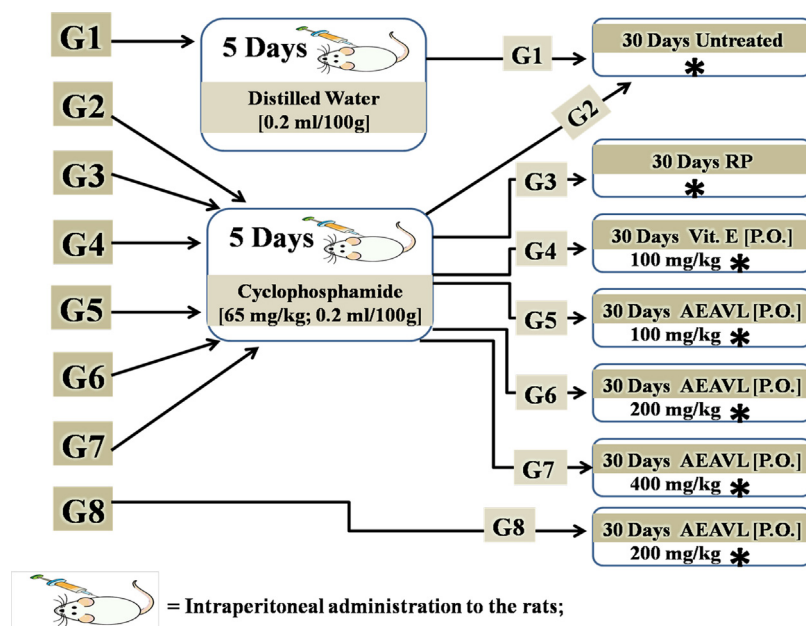 G1
5 Days
Distilled Water
[0.2 ml/100g]
G1
30 Days Untreated
*
G2
G2
G3
G3
30 Days RP
*
G4
5 Days
Cyclophosphamide
[65 mg/kg; 0.2 ml/100g]
G4
30 Days Vit. E [P.O.]
100 mg/kg *
G5
G5
30 Days AEAVL [P.O.]
100 mg/kg *
G6
G6
30 Days AEAVL [P.O.]
200 mg/kg *
G7
G7
30 Days AEAVL [P.O.]
400 mg/kg *
G8
G8
30 Days AEAVL [P.O.]
200 mg/kg *
= Intraperitoneal administration to the rats;